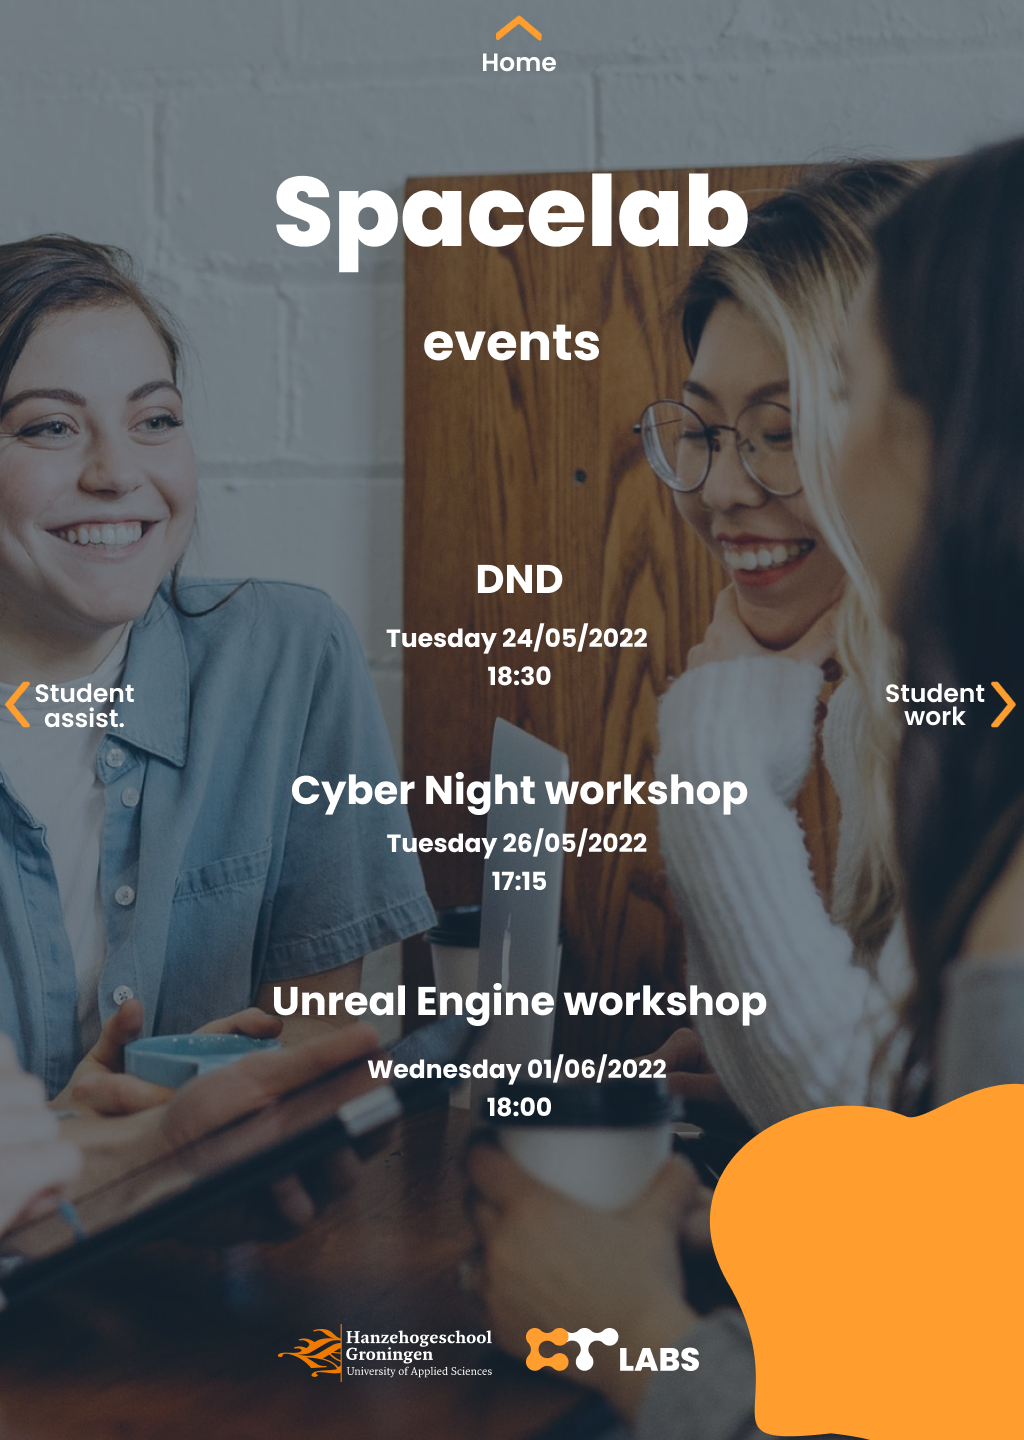 Home
Spacelab
events
DND
Tuesday 24/05/2022
18:30
Student
assist.
Student
work
Cyber Night workshop
Tuesday 26/05/2022
17:15
Unreal Engine workshop
Wednesday 01/06/2022
18:00
Hanzehogeschool
Groningen
University of Applied Sciences
CT LABS